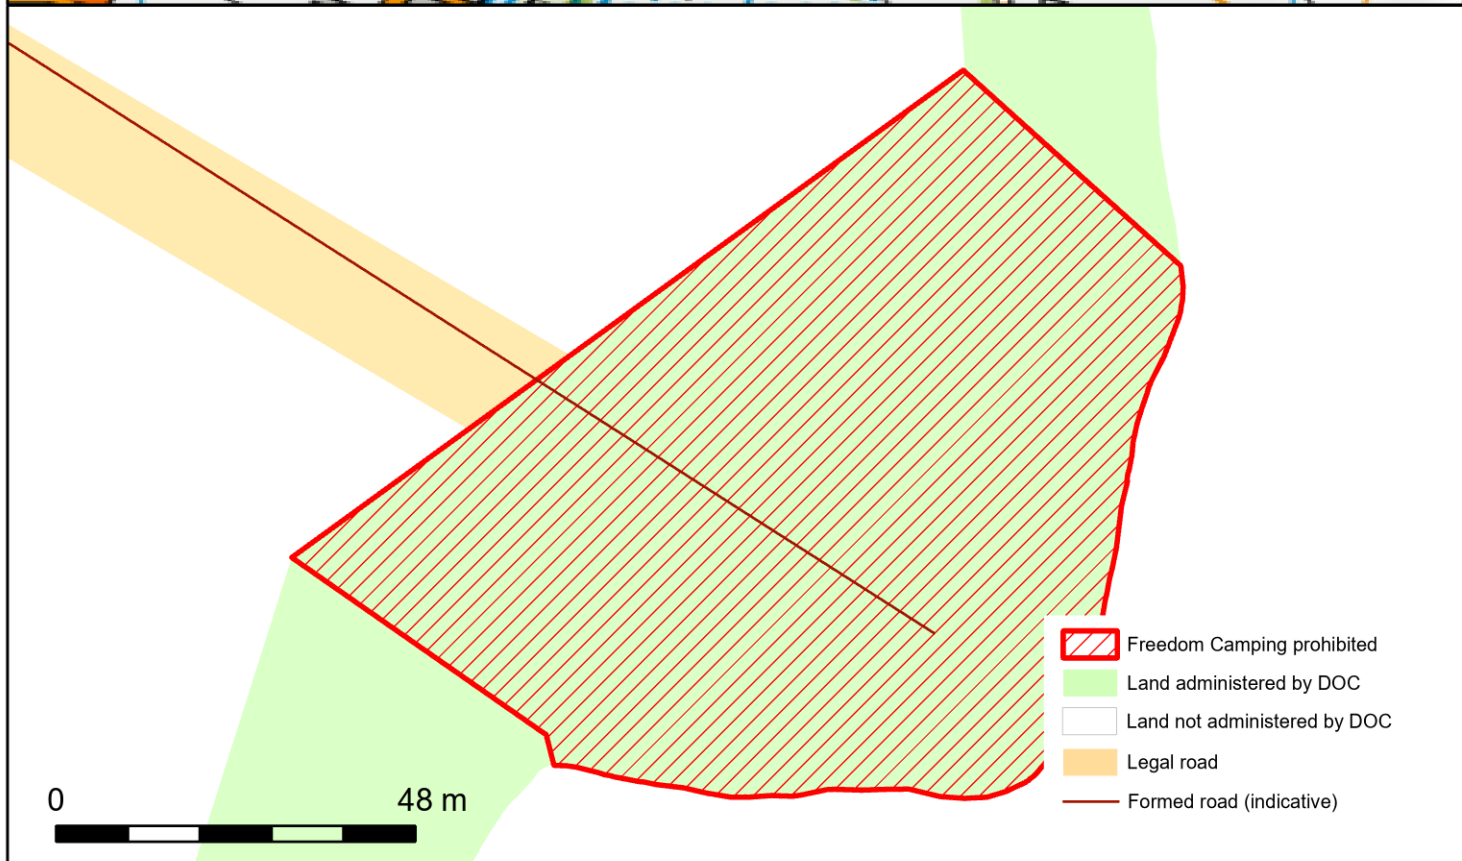 Freedom Camping prohibited
Land administered by DOC
Land not administered by DOC
Legal road
Formed road (indicative)
0 48 m